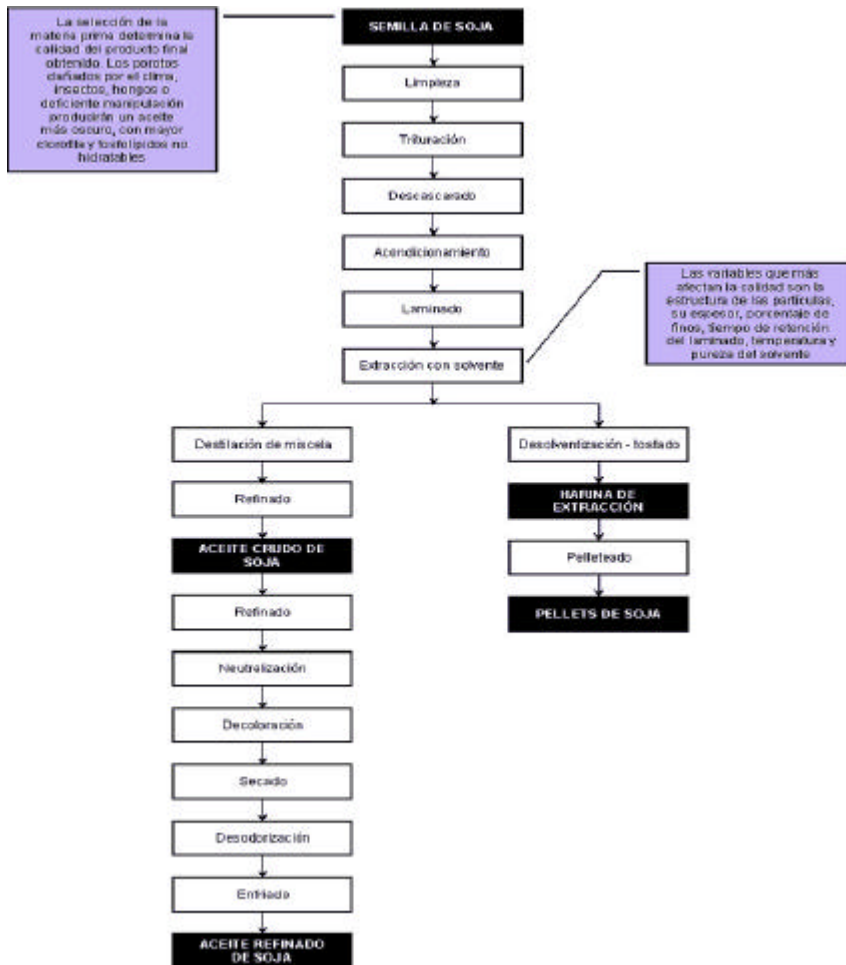 La selección de la
materia prima determina la
calidad del producto final
obtenido. Los porotos
dañados por el clima,
insectos, hongos o
deficiente manipulación
producirán un aceite
más oscuro, con mayor
clorofila y fosfolípidos no
hidratables
SEMILLA DE SOJA
Limpieza
Trituración
Descascarado
Acondicionamiento
Laminado
Extracción con solvente
Las variables que más
afectan la calidad son la
estructura de las partículas,
su espesor, porcentaje de
finos, tiempo de retención
del laminado, temperatura y
pureza del solvente
Destilación de miscela
Refinado
ACEITE CRUDO DE
SOJA
Refinado
Neutralización
Decoloración
Secado
Desodorización
Enfriado
ACEITE REFINADO
DE SOJA
Desolventización - tostado
HARINA DE
EXTRACCIÓN
Pelleteado
PELLETS DE SOJA